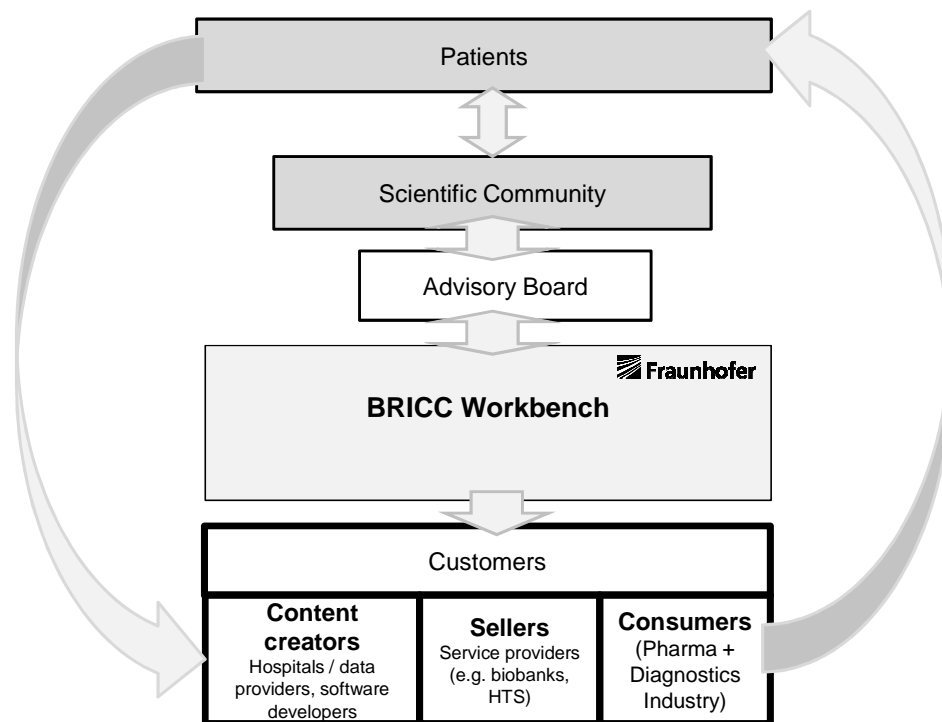 Patients
Scientific Community
Advisory Board
Fraunhofer
BRICC Workbench
Customers
Content
creators
Hospitals / data
providers, software
developers
Sellers
Service providers
(e.g. biobanks,
HTS)
Consumers
(Pharma +
Diagnostics
Industry)